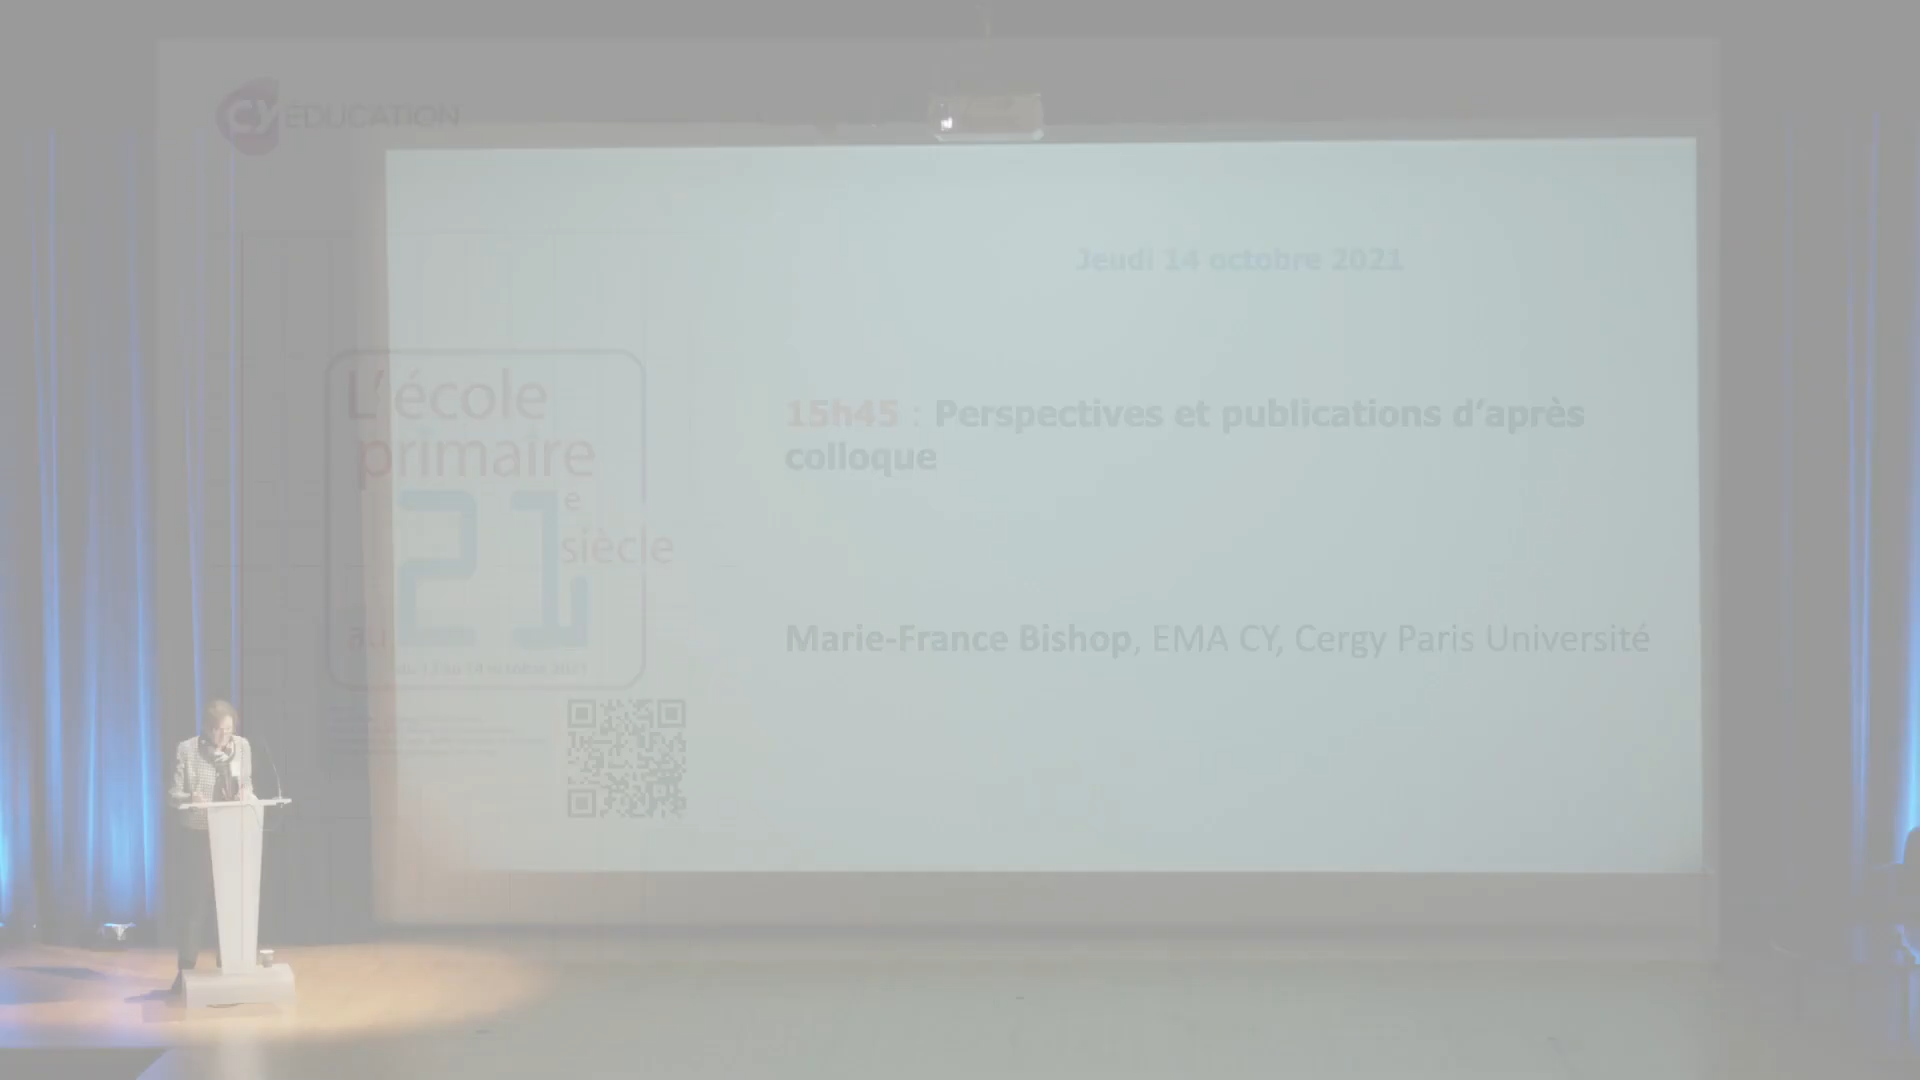 CY ÉDUCATION
Jeudi 14 octobre 2021
L'école
primaire
21e
siècle
au
15h45 : Perspectives et publications d'après
colloque
Marie-France Bishop, EMA CY, Cergy Paris Université